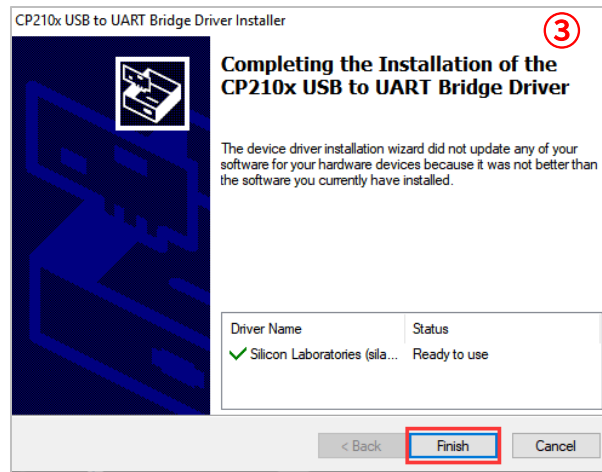 CP210x USB to UART Bridge Driver Installer
③
Completing the Installation of the
CP210x USB to UART Bridge Driver
The device driver installation wizard did not update any of your
software for your hardware devices because it was not better than
the software you currently have installed.
Driver Name Status
Silicon Laboratories (sila... Ready to use
< Back Finish Cancel